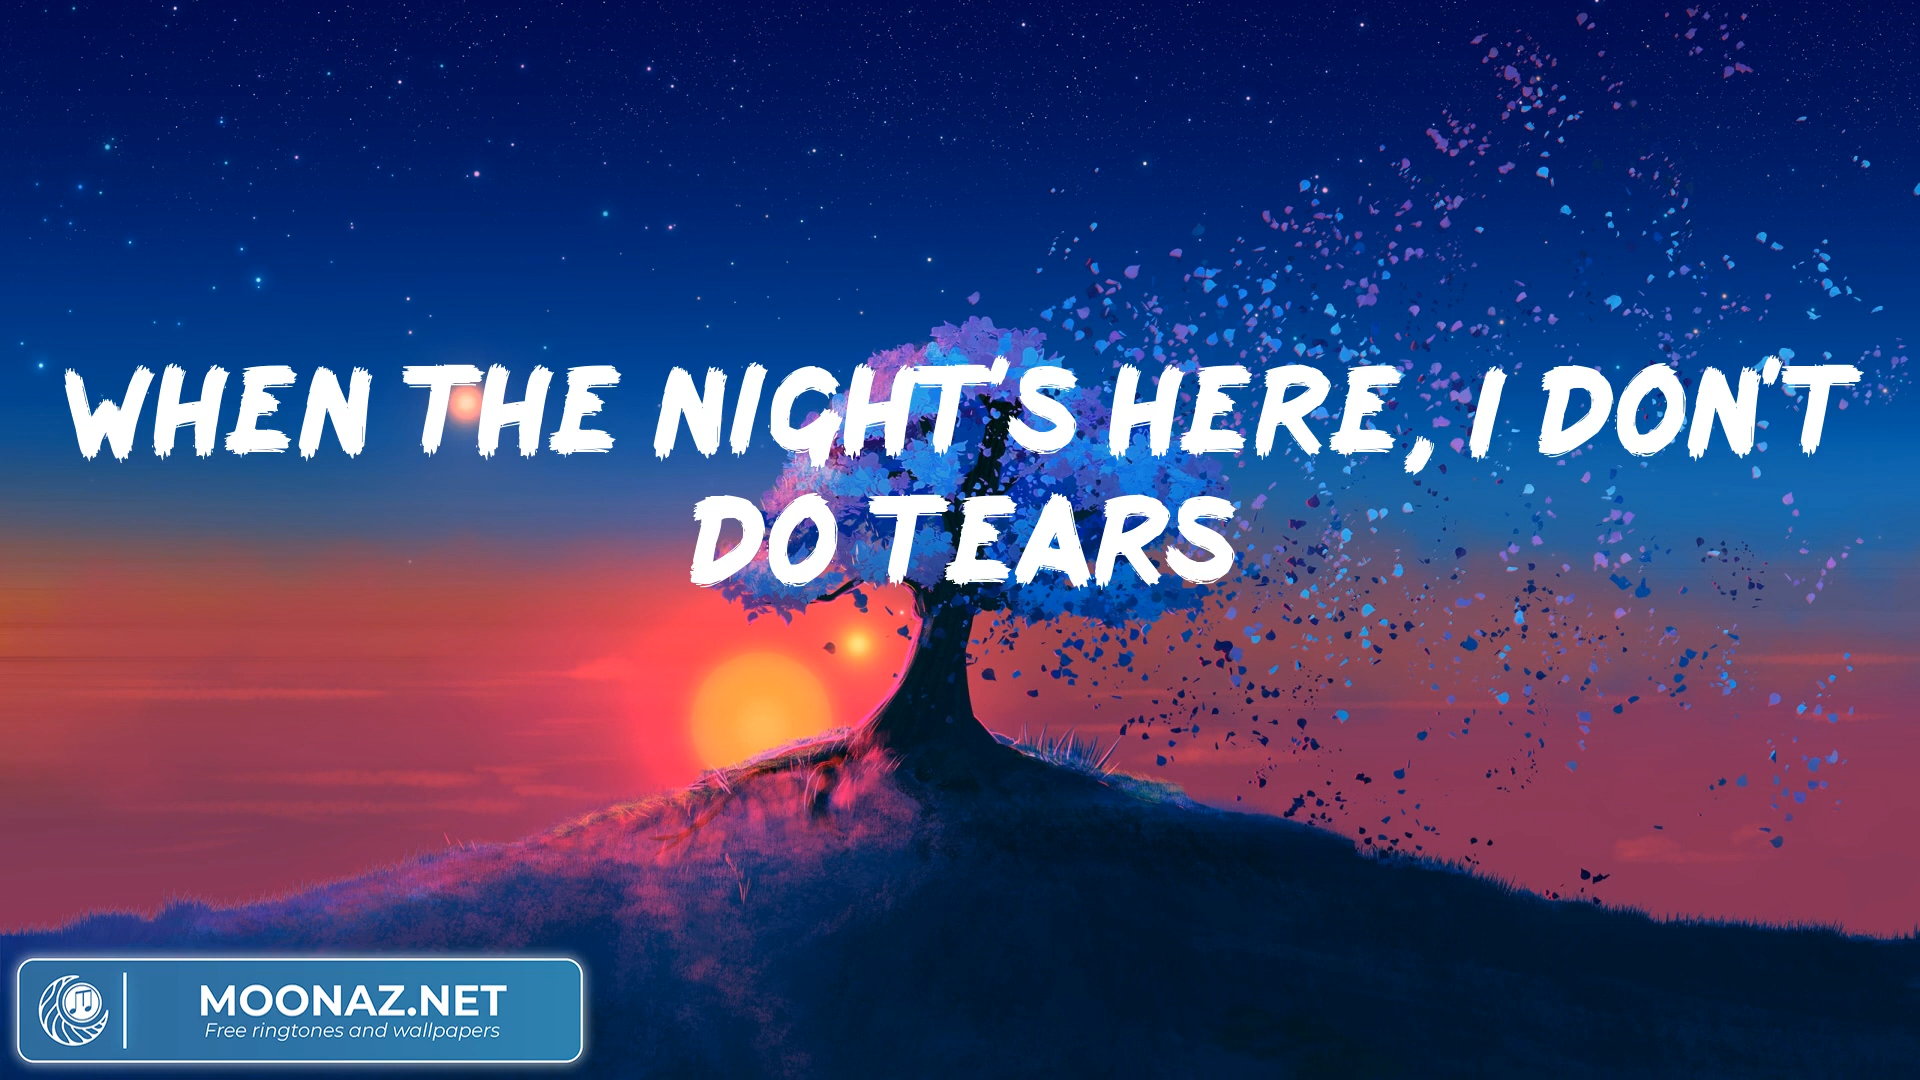 WHEN THE NIGHT'S HERE, I DON'T
DO TEARS
MOONAZ.NET
Free ringtones and wallpapers